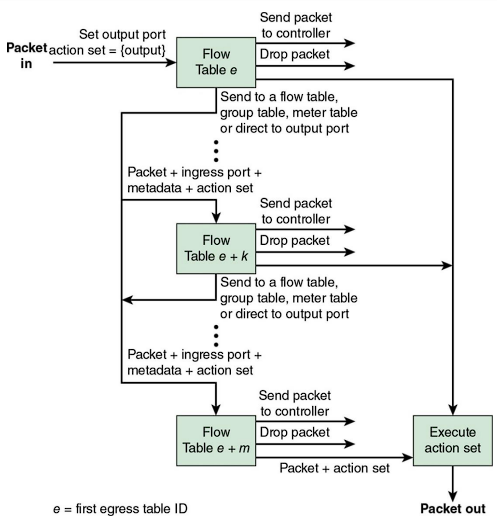 Set output port
Packet action set = {output}
in
Flow
Table e
Send packet
to controller
Drop packet
Send to a flow table,
group table, meter table
or direct to output port
Packet + ingress port +
metadata + action set
Flow
Table e + k
Send packet
to controller
Drop packet
Send to a flow table,
group table, meter table
or direct to output port
Packet + ingress port +
metadata + action set
Flow
Table e + m
Send packet
to controller
Drop packet
Packet + action set
Execute
action set
e = first egress table ID
Packet out